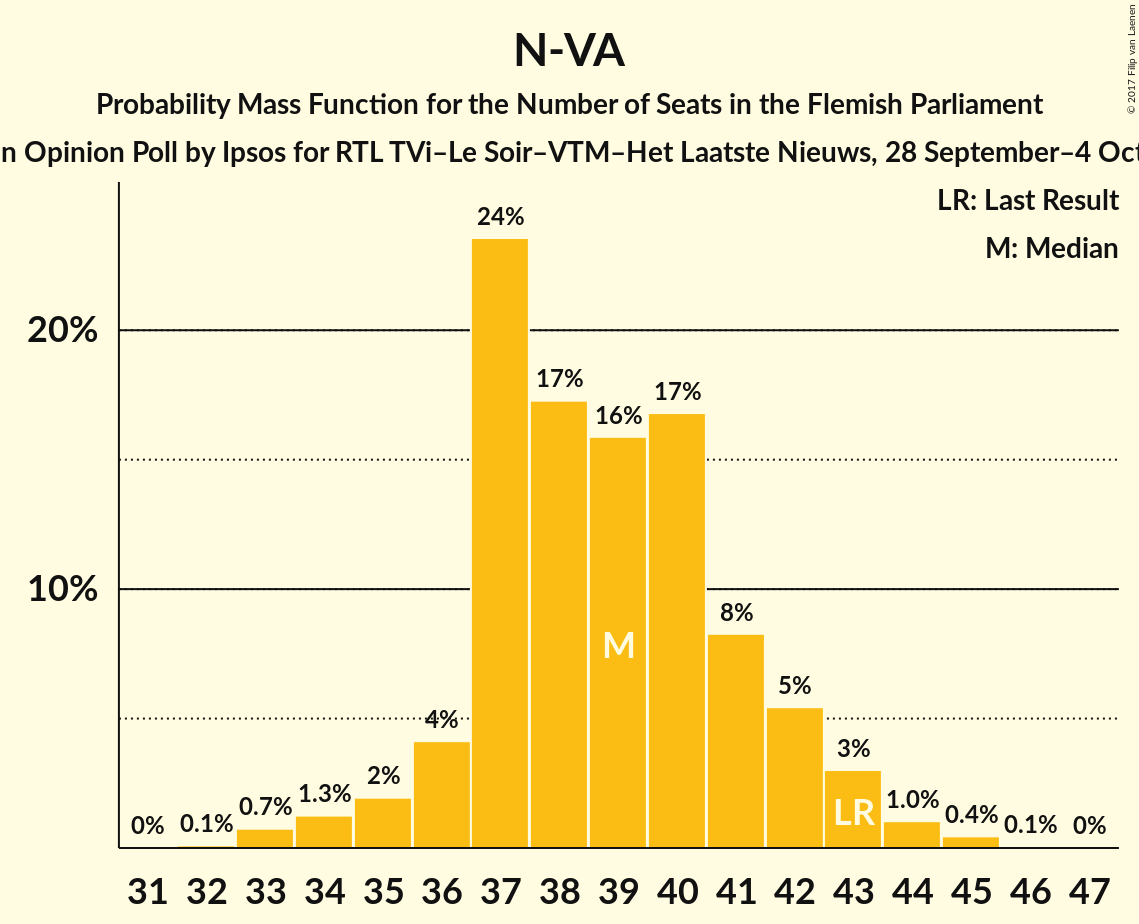 N-VA
Probability Mass Function for the Number of Seats in the Flemish Parliament
n Opinion Poll by Ipsos for RTL TVi–Le Soir–VTM–Het Laatste Nieuws, 28 September–4 Oct
© 2017 Filip van Laenen
LR: Last Result
M: Median
20%
10%
0% 0.1% 0.7% 1.3% 2% 4% 24% 17% 16% 17% 8% 5% 3% 1.0% 0.4% 0.1% 0%
M
LR
31 32 33 34 35 36 37 38 39 40 41 42 43 44 45 46 47